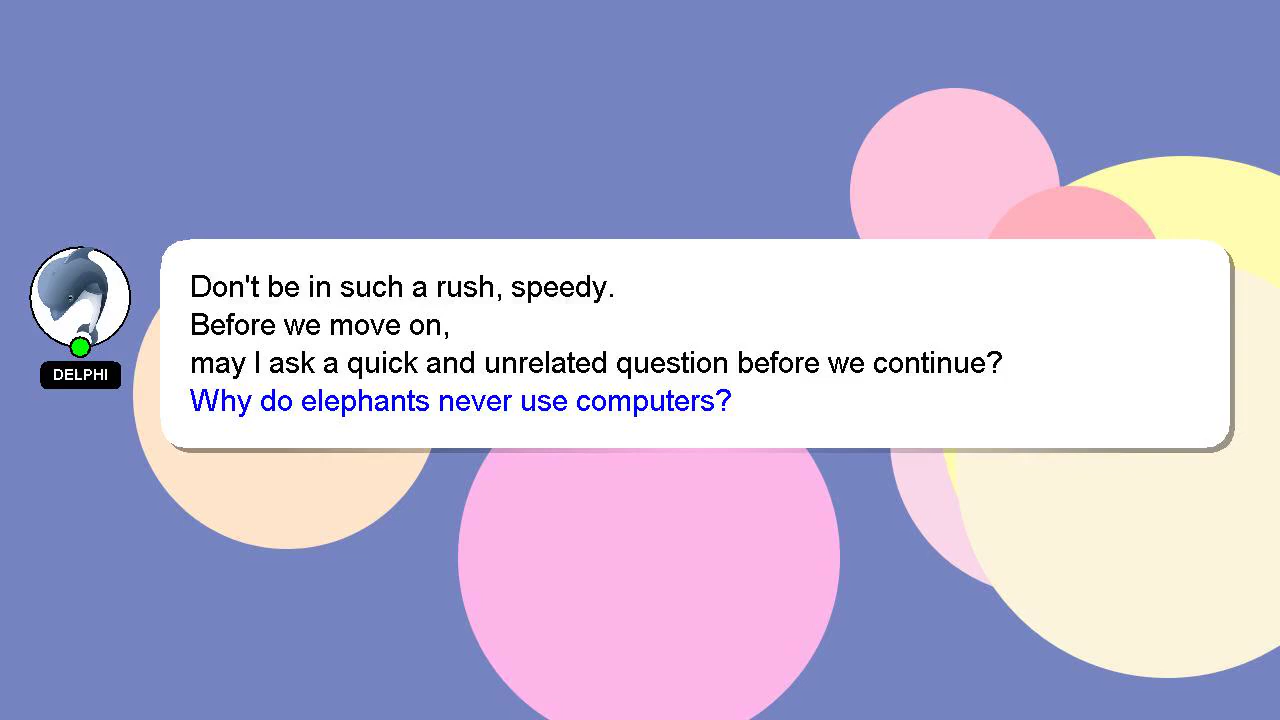 Don't be in such a rush, speedy.
Before we move on,
may I ask a quick and unrelated question before we continue?
Why do elephants never use computers?
DELPHI